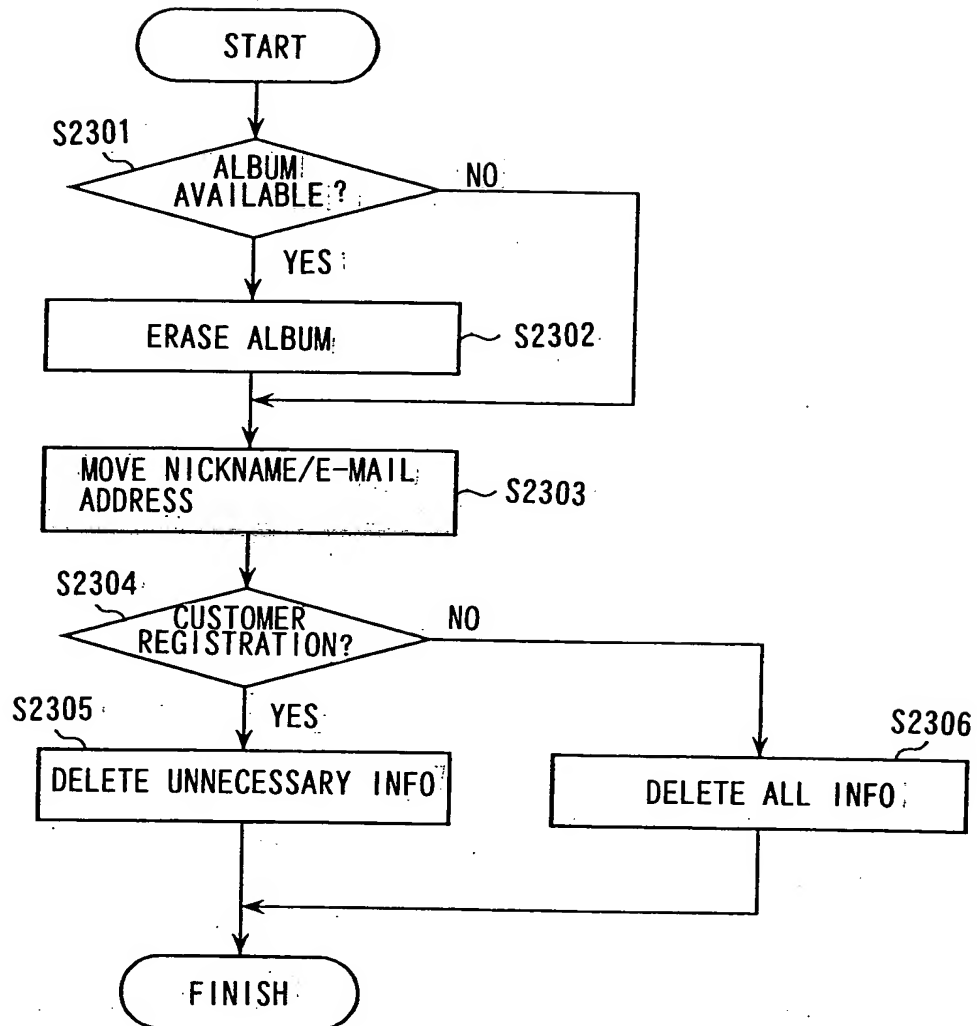 START
S2301
ALBUM
AVAILABLE?
NO
YES
ERASE ALBUM
S2302
MOVE NICKNAME/E-MAIL
ADDRESS
S2303
S2304
CUSTOMER
REGISTRATION?
NO
YES
S2305
DELETE UNNECESSARY INFO
S2306
DELETE ALL INFO
FINISH